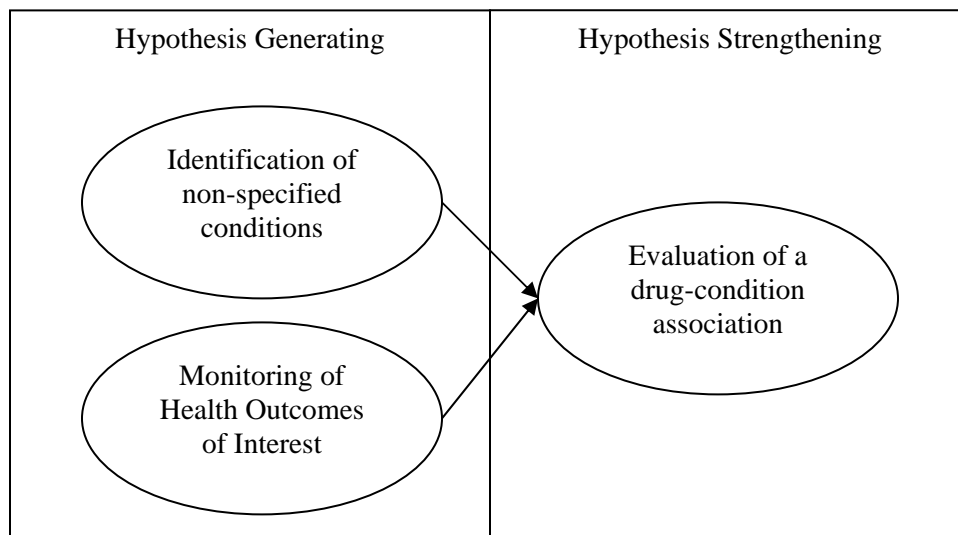 Hypothesis Generating
Identification of
non-specified
conditions
Monitoring of
Health Outcomes
of Interest
Hypothesis Strengthening
Evaluation of a
drug-condition
association